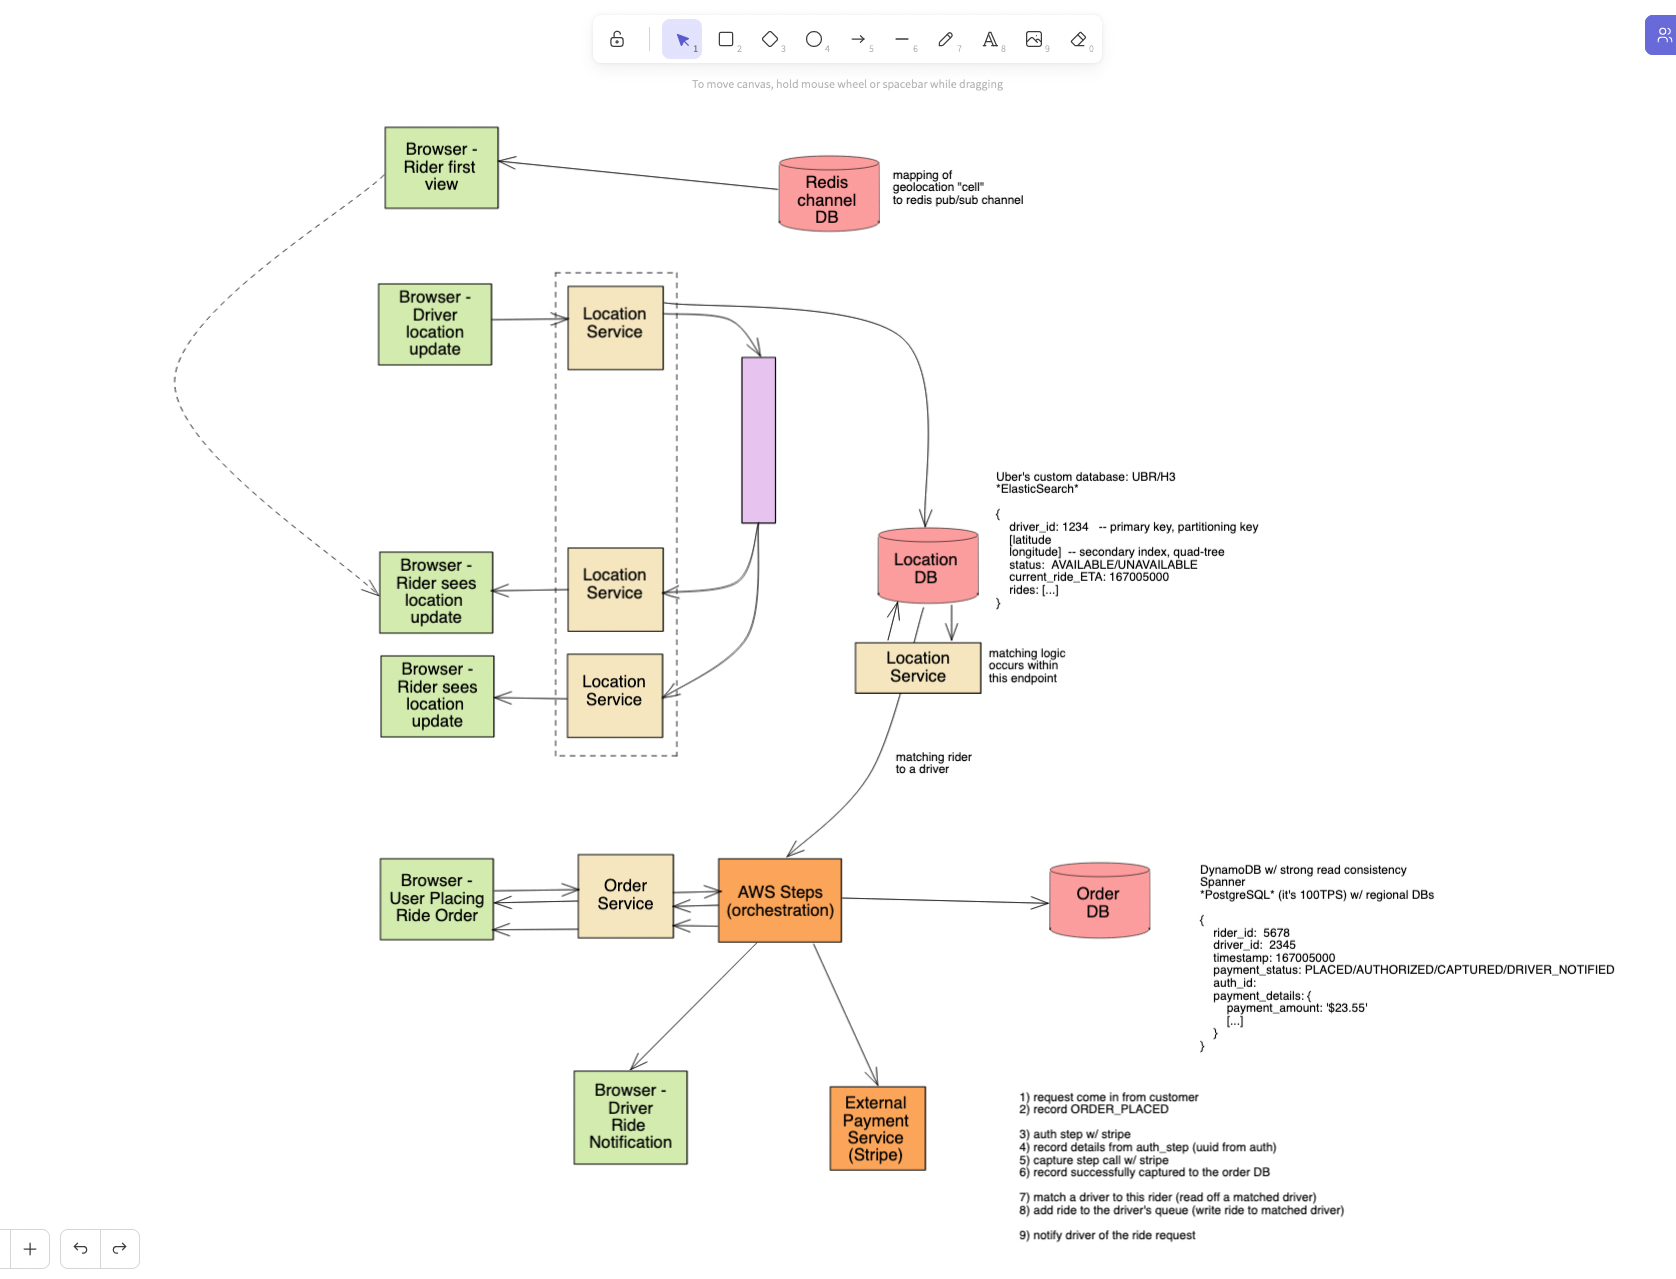 1
2
3
4
5
6
7
8
9
0
To move canvas, hold mouse wheel or spacebar while dragging
Browser -
Rider first
view
Redis
channel
DB
mapping of
geolocation "cell"
to redis pub/sub channel
Browser -
Driver
location
update
Location
Service
Uber's custom database: UBR/H3
*ElasticSearch*
{
driver_id: 1234   -- primary key, partitioning key
[latitude
longitude]  -- secondary index, quad-tree
status:  AVAILABLE/UNAVAILABLE
current_ride_ETA: 167005000
rides: [...]
}
Location
DB
Browser -
Rider sees
location
update
Location
Service
Location
Service
matching logic
occurs within
this endpoint
Browser -
Rider sees
location
update
Location
Service
matching rider
to a driver
Browser -
User Placing
Ride Order
Order
Service
AWS Steps
(orchestration)
Order
DB
DynamoDB w/ strong read consistency
Spanner
*PostgreSQL* (it's 100TPS) w/ regional DBs
{
rider_id:  5678
driver_id:  2345
timestamp: 167005000
payment_status: PLACED/AUTHORIZED/CAPTURED/DRIVER_NOTIFIED
auth_id:
payment_details: {
payment_amount: '$23.55'
[...]
}
}
Browser -
Driver
Ride
Notification
External
Payment
Service
(Stripe)
1) request come in from customer
2) record ORDER_PLACED
3) auth step w/ stripe
4) record details from auth_step (uuid from auth)
5) capture step call w/ stripe
6) record successfully captured to the order DB
7) match a driver to this rider (read off a matched driver)
8) add ride to the driver's queue (write ride to matched driver)
9) notify driver of the ride request